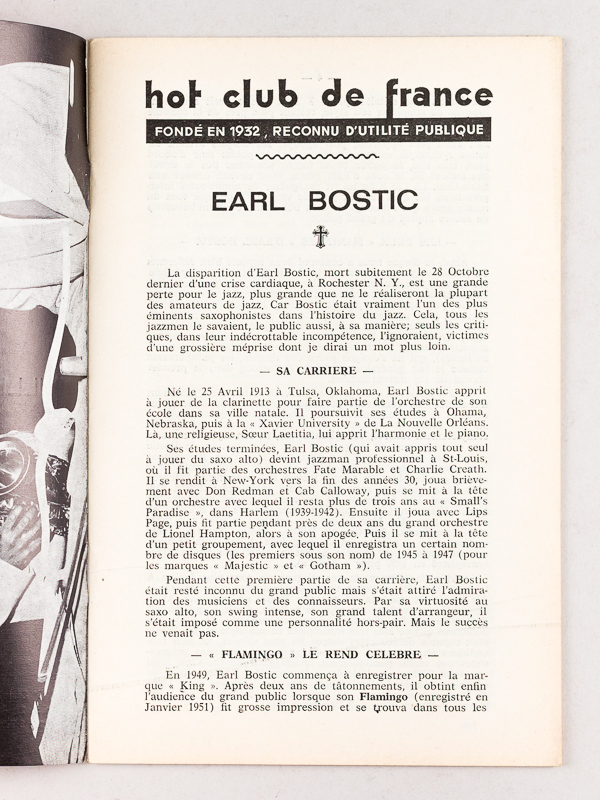 hot club de france
FONDÉ EN 1932, RECONNU D'UTILITÉ PUBLIQUE
EARL BOSTIC
La disparition d'Earl Bostic, mort subitement le 28 Octobre
dernier d'une crise cardiaque, à Rochester N. Y., est une grande
perte pour le jazz, plus grande que ne le réaliseront la plupart
des amateurs de jazz. Car Bostic était vraiment l'un des plus
éminents saxophonistes dans l'histoire du jazz. Cela, tous les
jazzmen le savaient, le public aussi, à sa manière; seuls les criti-
ques, dans leur indécrottable incompétence, l'ignoraient, victimes
d'une grossière méprise dont je dirai un mot plus loin.
— SA CARRIERE —
Né le 25 Avril 1913 à Tulsa, Oklahoma, Earl Bostic apprit
à jouer de la clarinette pour faire partie de l'orchestre de son
école dans sa ville natale. Il poursuivit ses études à Ohama,
Nebraska, puis à la « Xavier University » de La Nouvelle Orléans.
Là, une religieuse, Sœur Laetitia, lui apprit l'harmonie et le piano.
Ses études terminées, Earl Bostic (qui avait appris tout seul
à jouer du saxo alto) devint jazzman professionnel à St-Louis,
où il fit partie des orchestres Fate Marable et Charlie Creath.
Il se rendit à New-York vers la fin des années 30, joua briève-
ment avec Don Redman et Cab Calloway, puis se mit à la tête
d'un orchestre avec lequel il resta plus de trois ans au « Small's
Paradise », dans Harlem (1939-1942). Ensuite il joua avec Lips
Page, puis fit partie pendant près de deux ans du grand orchestre
de Lionel Hampton, alors à son apogée. Puis il se mit à la tête
d'un petit groupement, avec lequel il enregistra un certain nom-
bre de disques (les premiers sous son nom) de 1945 à 1947 (pour
les marques « Majestic » et « Gotham »).
Pendant cette première partie de sa carrière, Earl Bostic
était resté inconnu du grand public mais s'était attiré l'admira-
tion des musiciens et des connaisseurs. Par sa virtuosité au
saxo alto, son swing intense, son grand talent d'arrangeur, il
s'était imposé comme une personnalité hors-pair. Mais le succès
ne venait pas.
— « FLAMINGO » LE REND CELEBRE —
En 1949, Earl Bostic commença à enregistrer pour la mar-
que « King ». Après deux ans de tâtonnements, il obtint enfin
l'audience du grand public lorsque son Flamingo (enregistré en
Janvier 1951) fit grosse impression et se trouva dans tous les